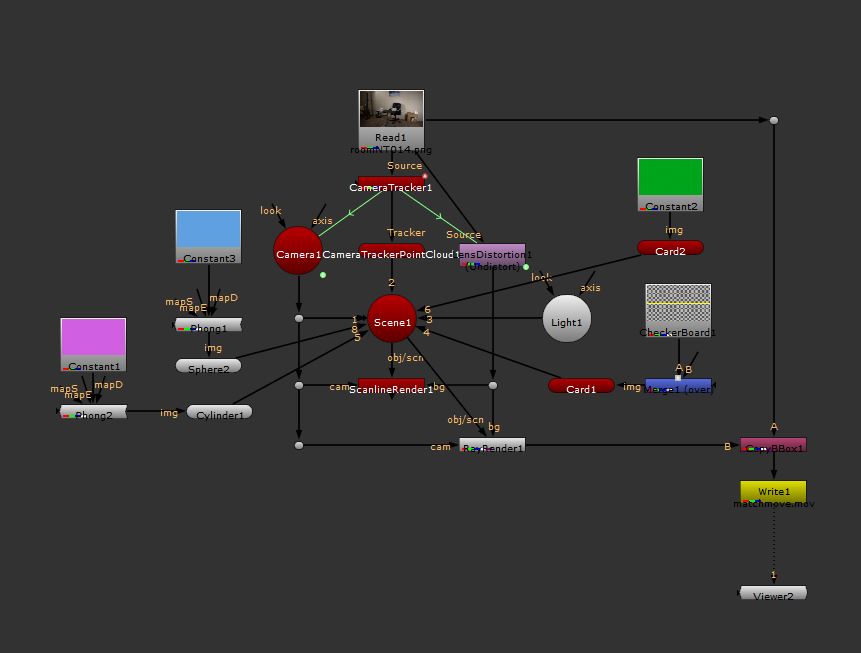 Read1
roomNT014.png
Source
CameraTracker1
look
axis
Constant3
Constant2
img
Card2
Camera1
Tracker
CameraTrackerPointCloud1
Source
ensDistortion1
(Undistort)
look
axis
2
mapS
mapD
mapE
Phong1
img
Sphere2
Scene1
1
8
5
6
3
4
Light1
CheckerBoard1
A
B
Constant1
mapS
mapD
mapE
Phong2
img
Cylinder1
obj/scn
cam
ScanlineRender1
bg
Card1
img
Merge1 (over)
obj/scn
bg
cam
RayRender1
A
B
CopyBBox1
Write1
matchmove.mov
1
Viewer2